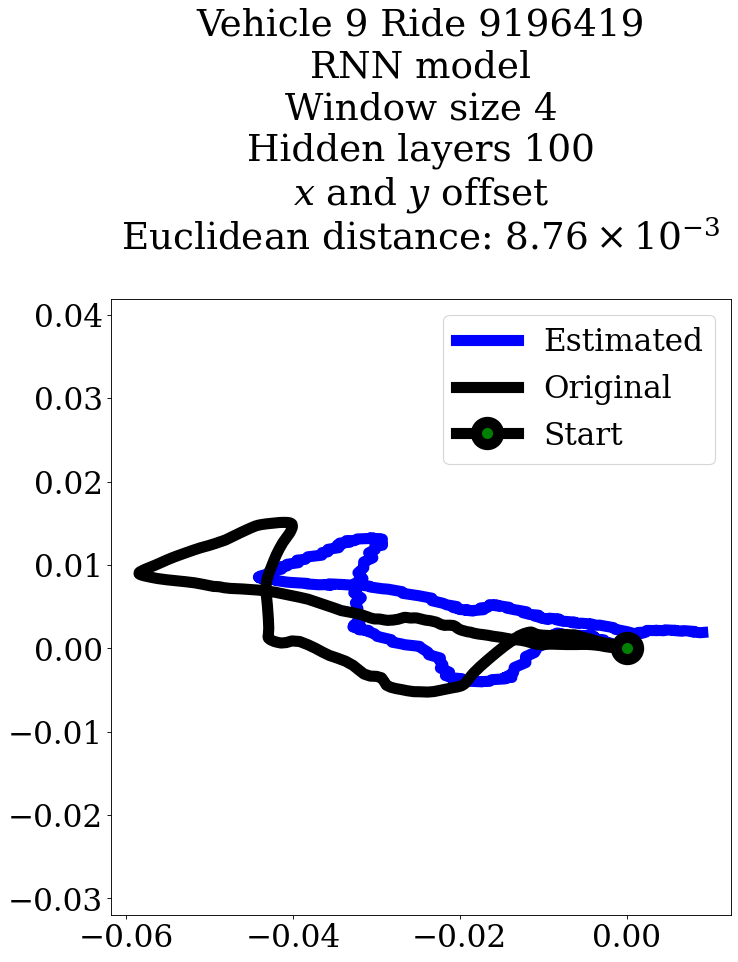 Vehicle 9 Ride 9196419
RNN model
Window size 4
Hidden layers 100
x and y offset
Euclidean distance: 8.76 × 10⁻³
Estimated
Original
Start
0.04
0.03
0.02
0.01
0.00
−0.01
−0.02
−0.03
−0.06 −0.04 −0.02 0.00